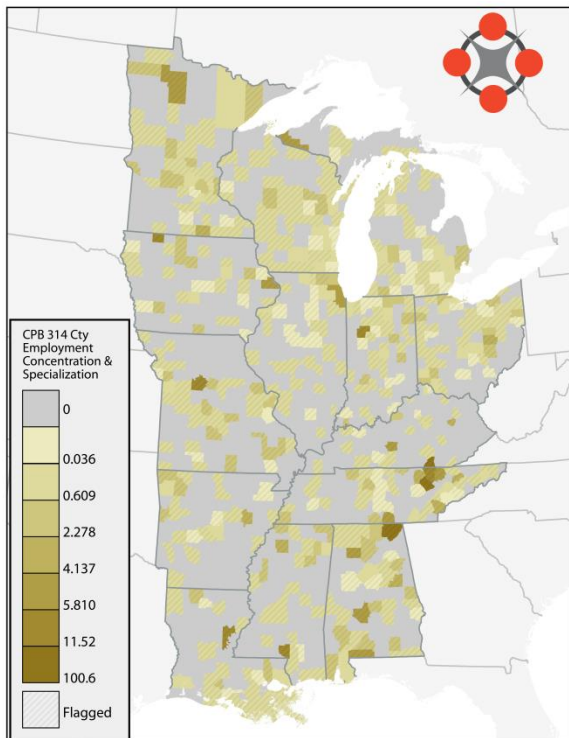 CPB 314 Cty
Employment
Concentration &
Specialization
0
0.036
0.609
2.278
4.137
5.810
11.52
100.6
Flagged